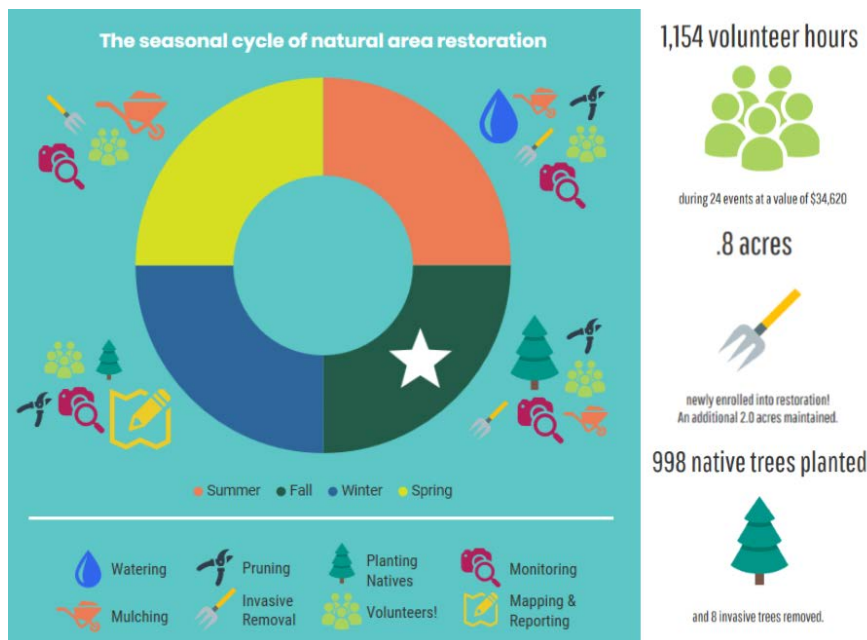 The seasonal cycle of natural area restoration
Summer
Fall
Winter
Spring
Watering
Pruning
Planting
Natives
Monitoring
Mulching
Invasive
Removal
Volunteers!
Mapping &
Reporting
1,154 volunteer hours
during 24 events at a value of $34,620
.8 acres
newly enrolled into restoration!
An additional 2.0 acres maintained.
998 native trees planted
and 8 invasive trees removed.